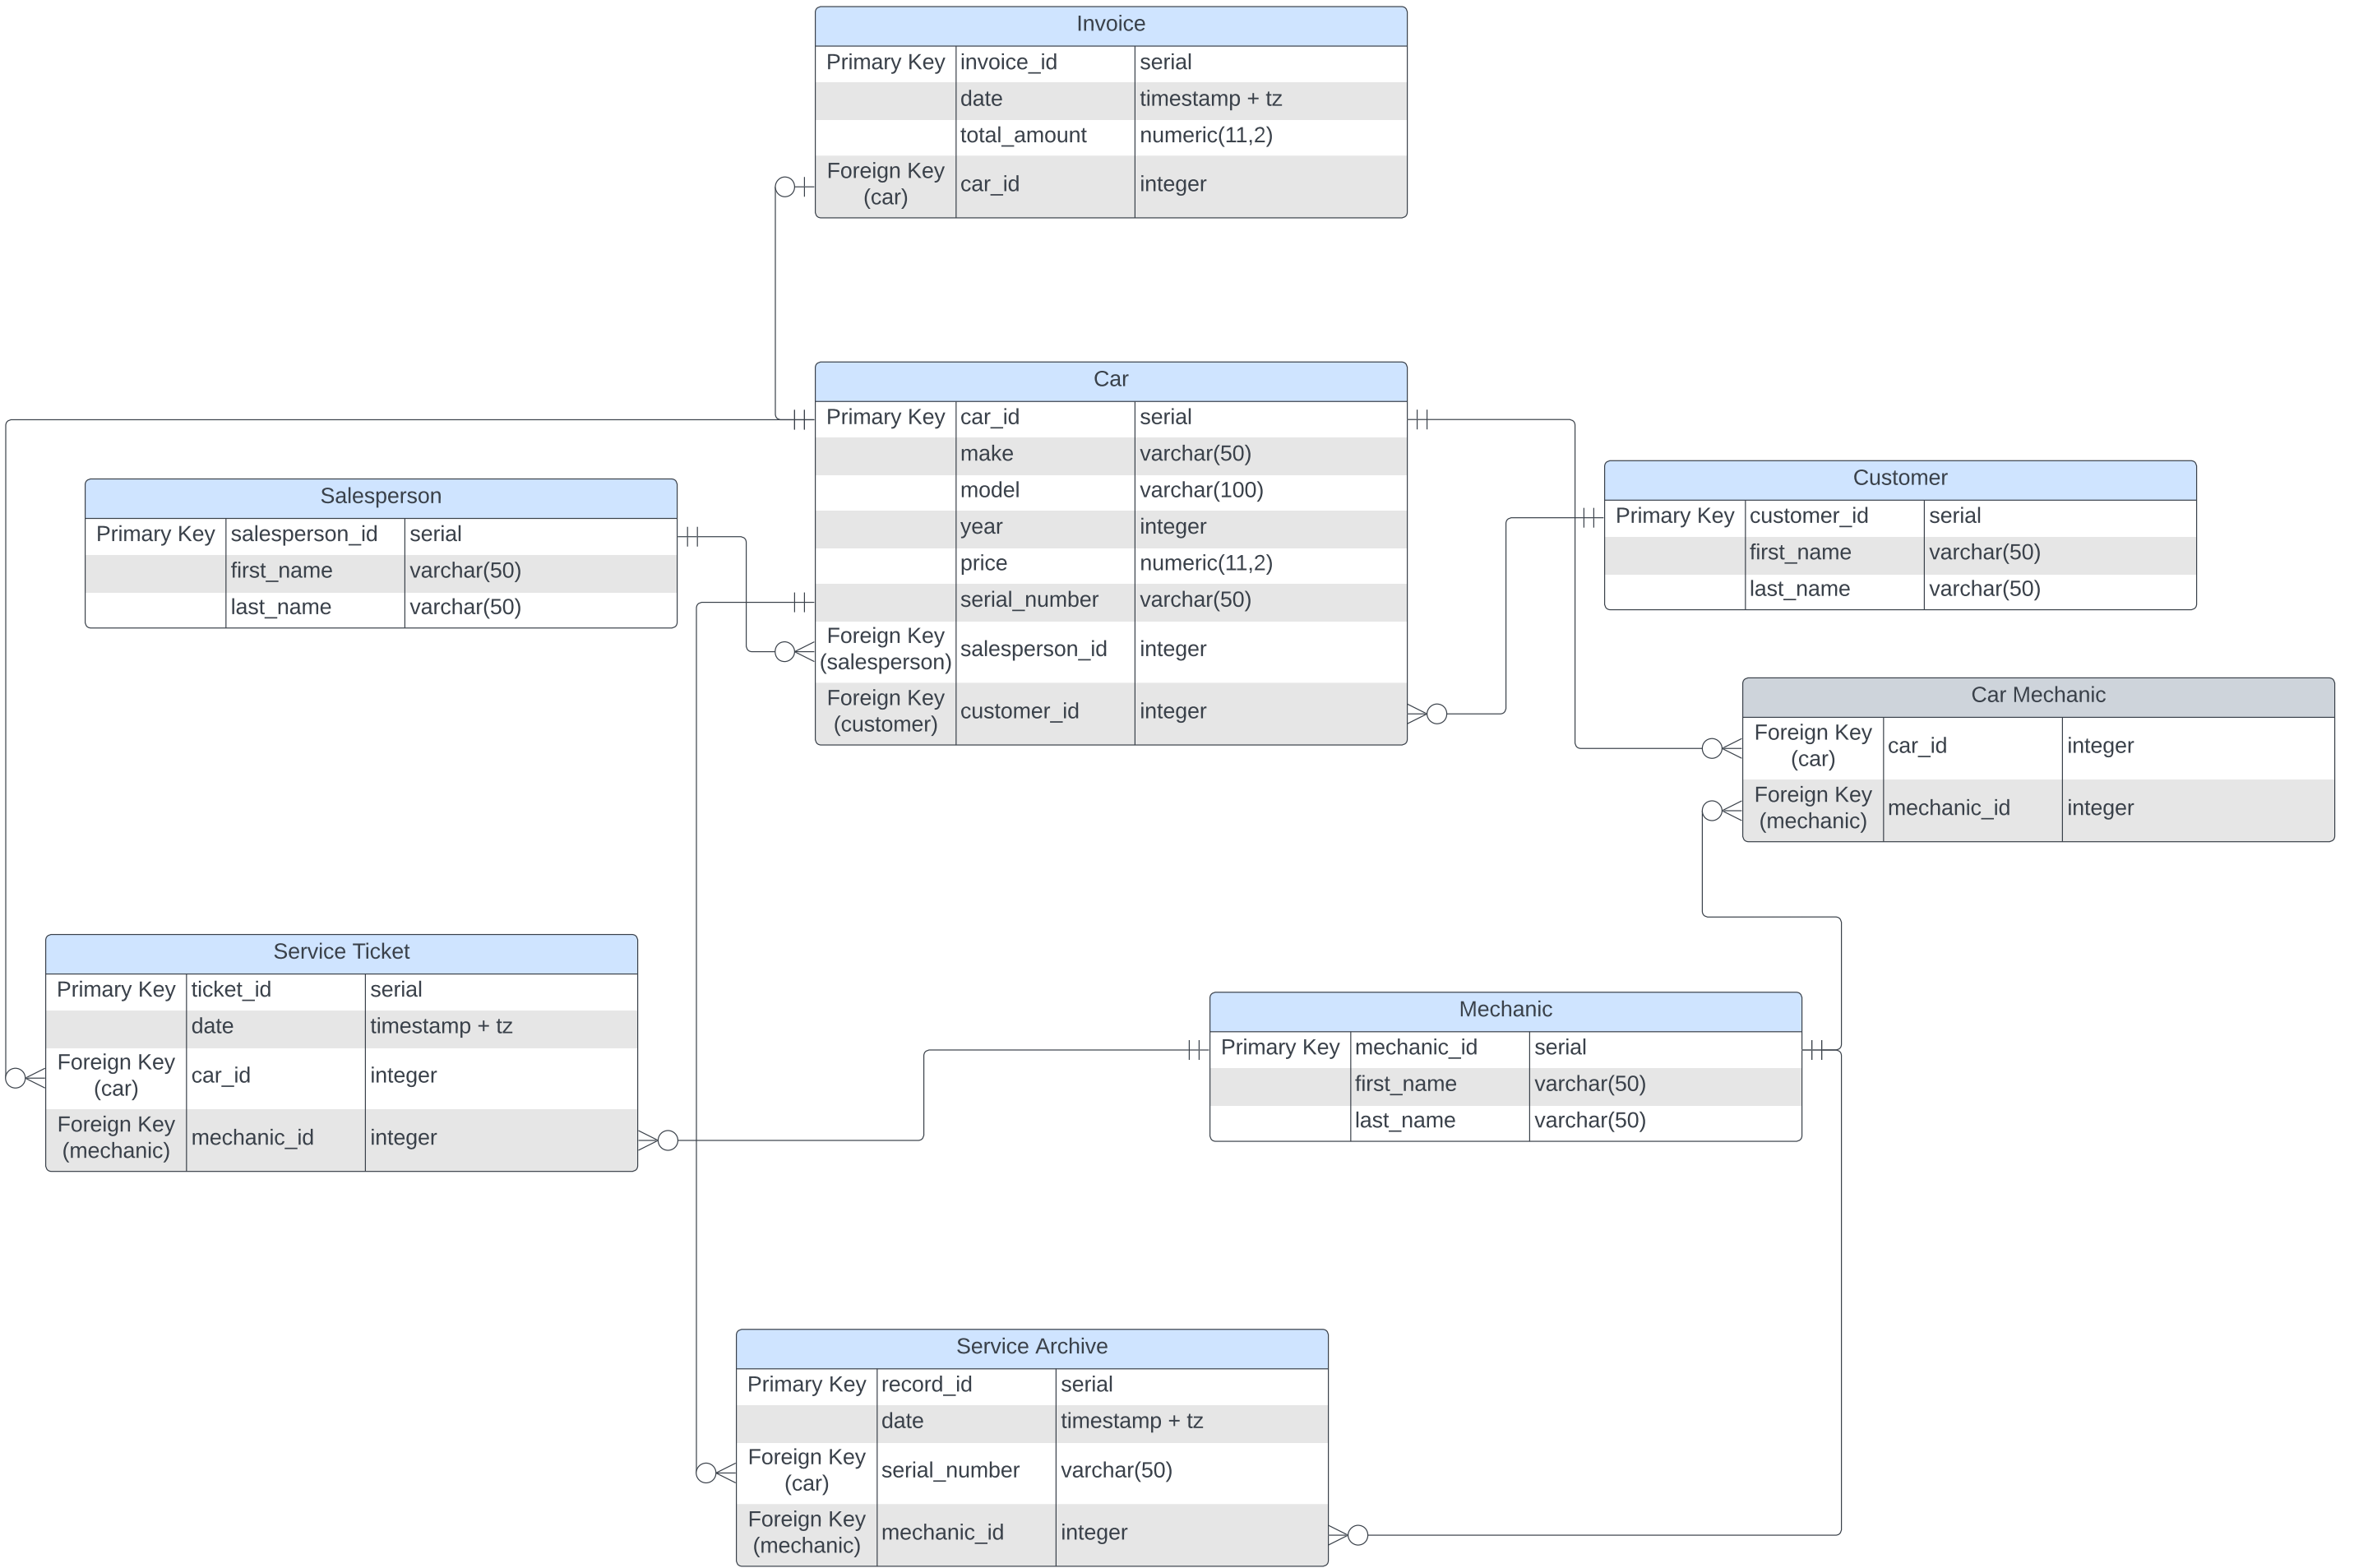 Invoice
Primary Key invoice_id serial
date timestamp + tz
total_amount numeric(11,2)
Foreign Key
(car) car_id integer
Car
Primary Key car_id serial
make varchar(50)
model varchar(100)
year integer
price numeric(11,2)
serial_number varchar(50)
Foreign Key
(salesperson) salesperson_id integer
Foreign Key
(customer) customer_id integer
Salesperson
Primary Key salesperson_id serial
first_name varchar(50)
last_name varchar(50)
Customer
Primary Key customer_id serial
first_name varchar(50)
last_name varchar(50)
Car Mechanic
Foreign Key
(car) car_id integer
Foreign Key
(mechanic) mechanic_id integer
Service Ticket
Primary Key ticket_id serial
date timestamp + tz
Foreign Key
(car) car_id integer
Foreign Key
(mechanic) mechanic_id integer
Mechanic
Primary Key mechanic_id serial
first_name varchar(50)
last_name varchar(50)
Service Archive
Primary Key record_id serial
date timestamp + tz
Foreign Key
(car) serial_number varchar(50)
Foreign Key
(mechanic) mechanic_id integer